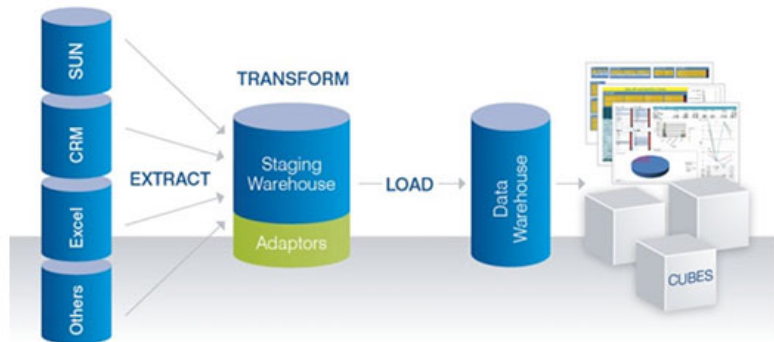 SUN
CRM
Excel
Others
EXTRACT
TRANSFORM
Staging
Warehouse
Adaptors
LOAD
Data
Warehouse
CUBES